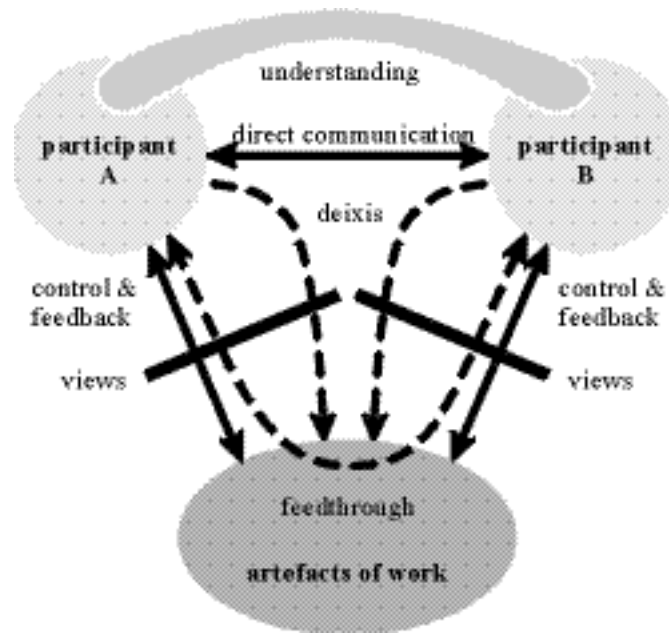 understanding
direct communication
participant
A
participant
B
deixis
control &
feedback
control &
feedback
views
views
feedthrough
artefacts of work